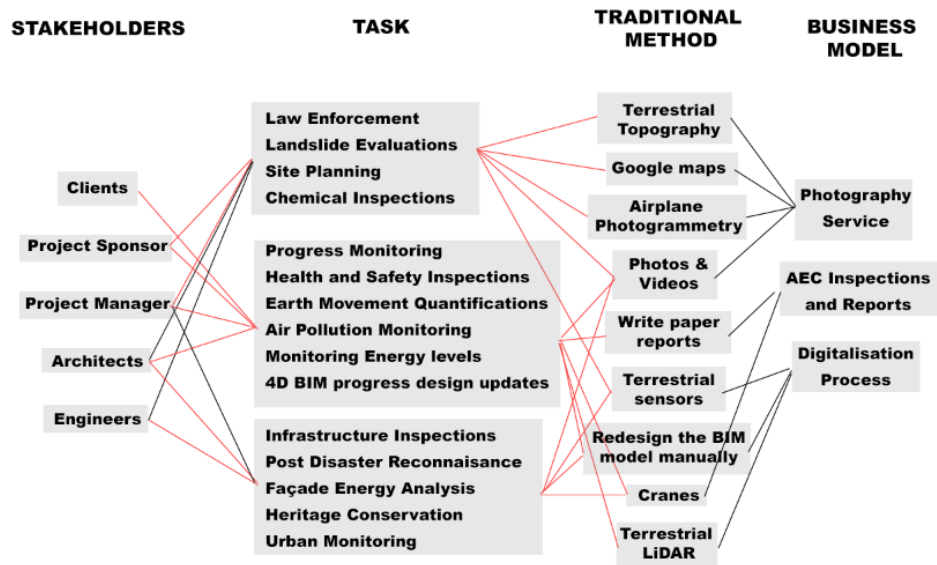 STAKEHOLDERS
TASK
TRADITIONAL
METHOD
BUSINESS
MODEL
Clients
Project Sponsor
Project Manager
Architects
Engineers
Law Enforcement
Landslide Evaluations
Site Planning
Chemical Inspections
Progress Monitoring
Health and Safety Inspections
Earth Movement Quantifications
Air Pollution Monitoring
Monitoring Energy levels
4D BIM progress design updates
Infrastructure Inspections
Post Disaster Reconnaisance
Façade Energy Analysis
Heritage Conservation
Urban Monitoring
Terrestrial
Topography
Google maps
Airplane
Photogrammetry
Photos &
Videos
Write paper
reports
Terrestrial
sensors
Redesign the BIM
model manually
Cranes
Terrestrial
LiDAR
Photography
Service
AEC Inspections
and Reports
Digitalisation
Process